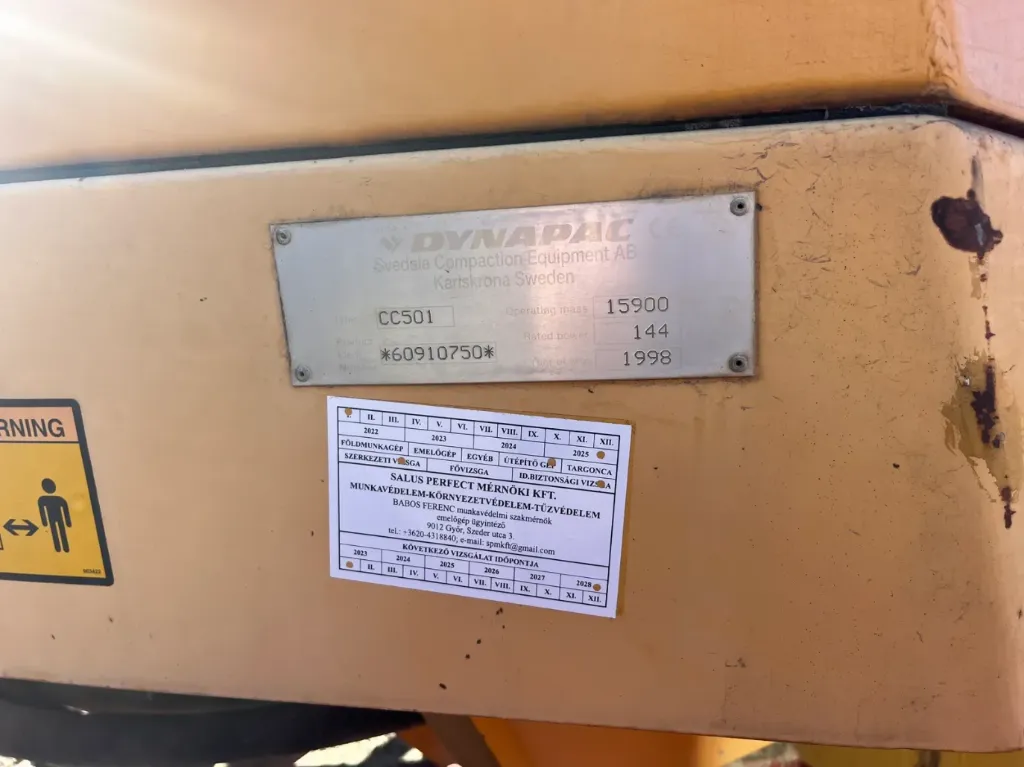 DYNAPAC
Svedala Compaction Equipment AB
Karlskrona Sweden
CC501
Operating mass 15900
Rated power 144
*60910750*
1998
RNING
I. II. III. IV. V. VI. VII. VIII. IX. X. XI. XII.
2022 2023 2024 2025
FÖLDMUNKAGÉP EMELŐGÉP EGYÉB ÚTÉPÍTŐ GÉP TARGONCA
SZERKEZETI VIZSGA FŐVIZSGA ID.BIZTONSÁGI VIZSGA
SALUS PERFECT MÉRNÖKI KFT.
MUNKAVÉDELEM-KÖRNYEZETVÉDELEM-TŰZVÉDELEM
BABOS FERENC munkavédelmi szakmérnök
emelőgép ügyintéző
9012 Győr, Szeder utca 3.
tel.: +3620-4318840; e-mail: spmkft@gmail.com
KÖVETKEZŐ VIZSGÁLAT IDŐPONTJA
2023 2024 2025 2026 2027 2028
II. III. IV. V. VI. VII. VIII. IX. X. XI. XII.